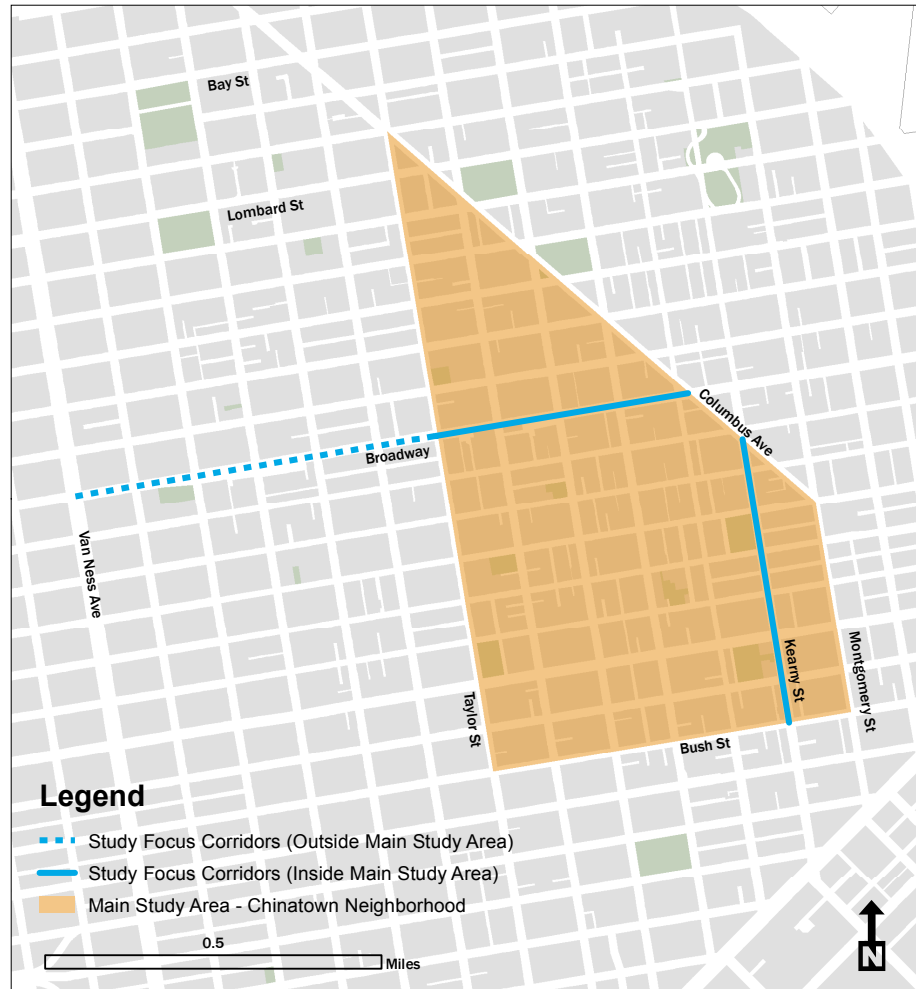 Bay St
Lombard St
Columbus Ave
Broadway
Van Ness Ave
Taylor St
Kearny St
Montgomery St
Bush St
Legend
Study Focus Corridors (Outside Main Study Area)
Study Focus Corridors (Inside Main Study Area)
Main Study Area - Chinatown Neighborhood
0.5
Miles
N